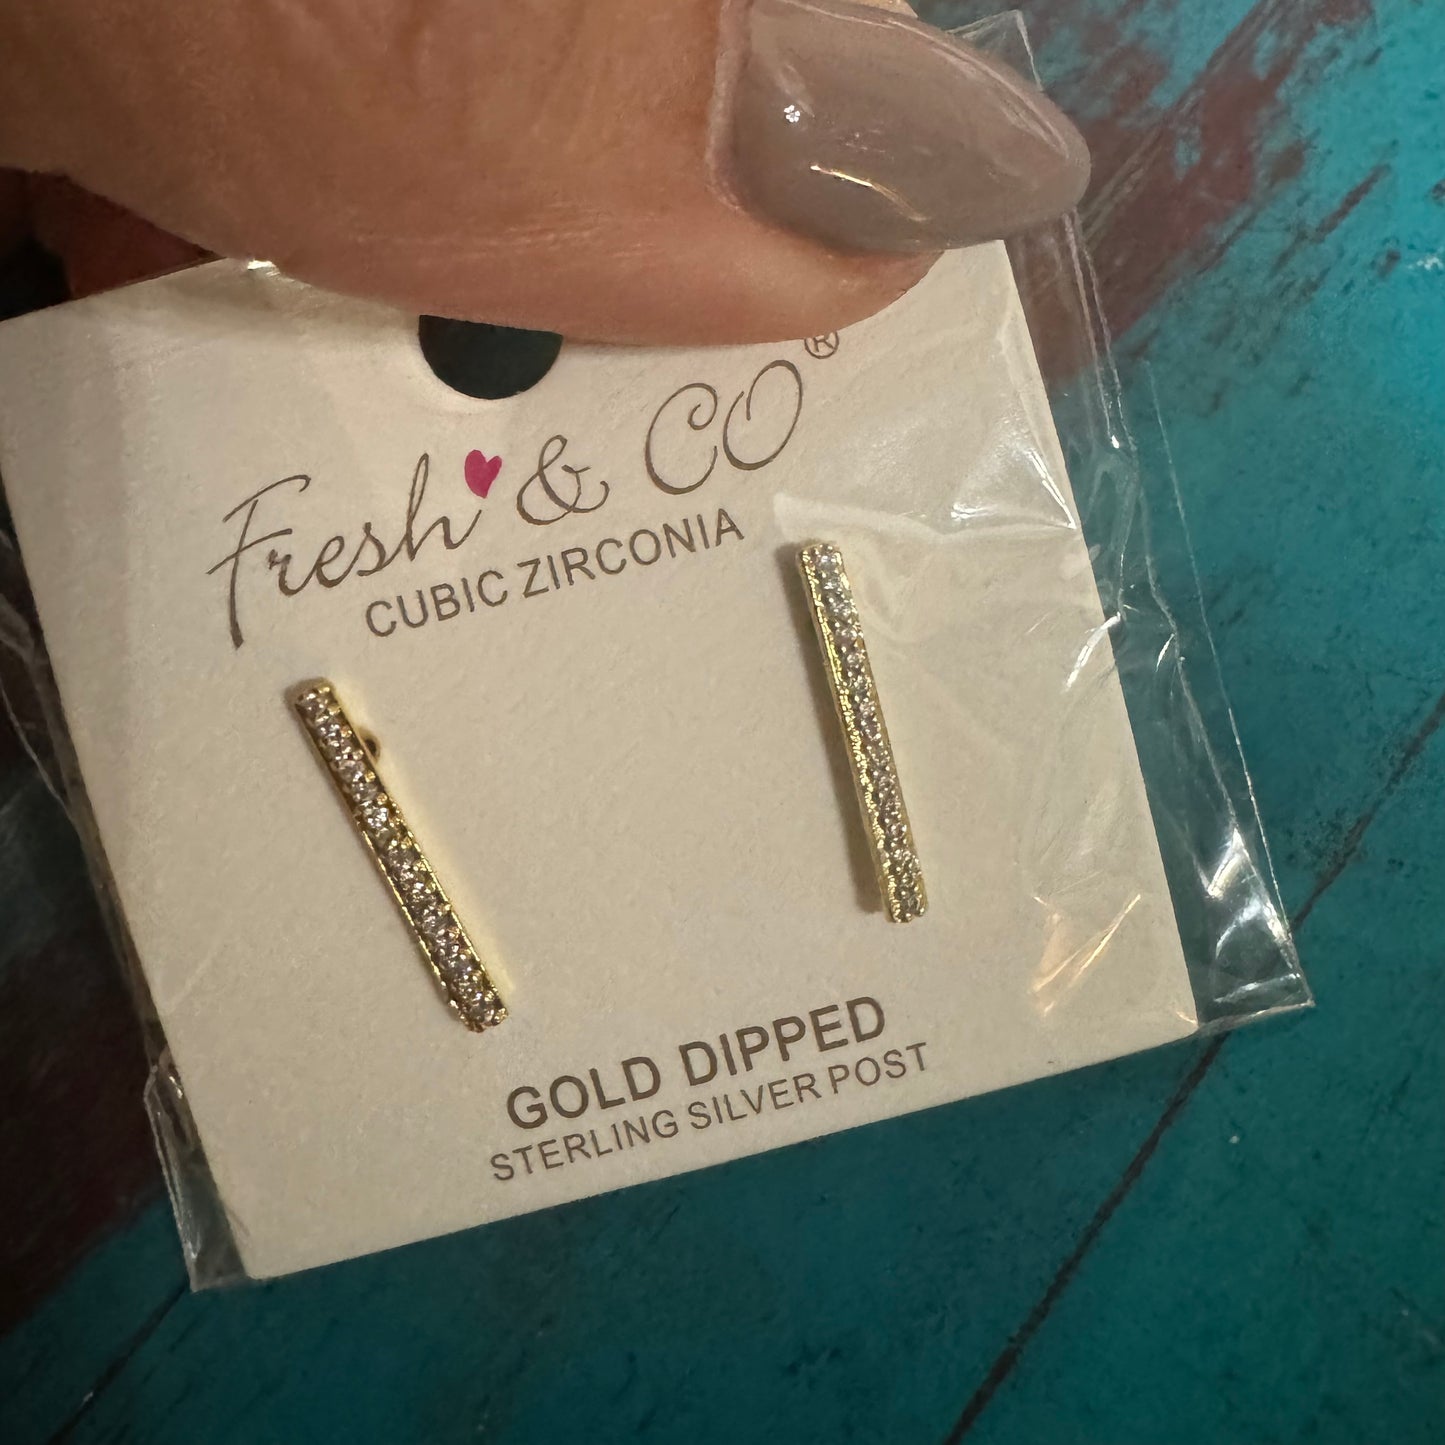 Fresh & CO®
CUBIC ZIRCONIA
GOLD DIPPED
STERLING SILVER POST